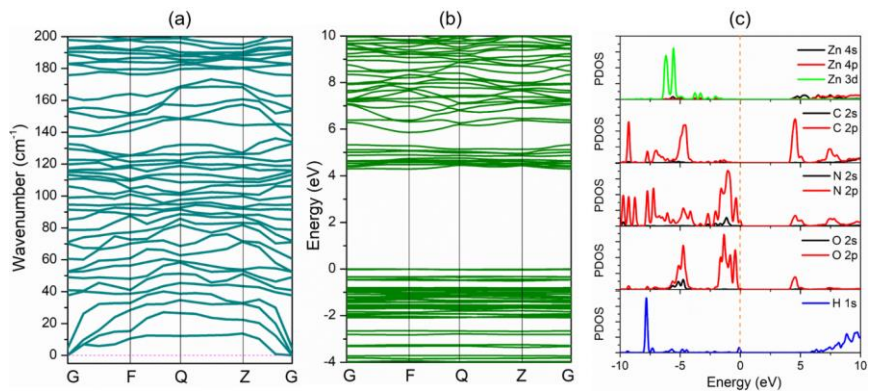 (a)
(b)
(c)
Wavenumber (cm⁻¹)
200
180
160
140
120
100
80
60
40
20
0
G
F
Q
Z
G
Energy (eV)
10
8
6
4
2
0
-2
-4
G
F
Q
Z
G
PDOS
Zn 4s
Zn 4p
Zn 3d
PDOS
C 2s
C 2p
PDOS
N 2s
N 2p
PDOS
O 2s
O 2p
PDOS
H 1s
-10
-5
0
5
10
Energy (eV)